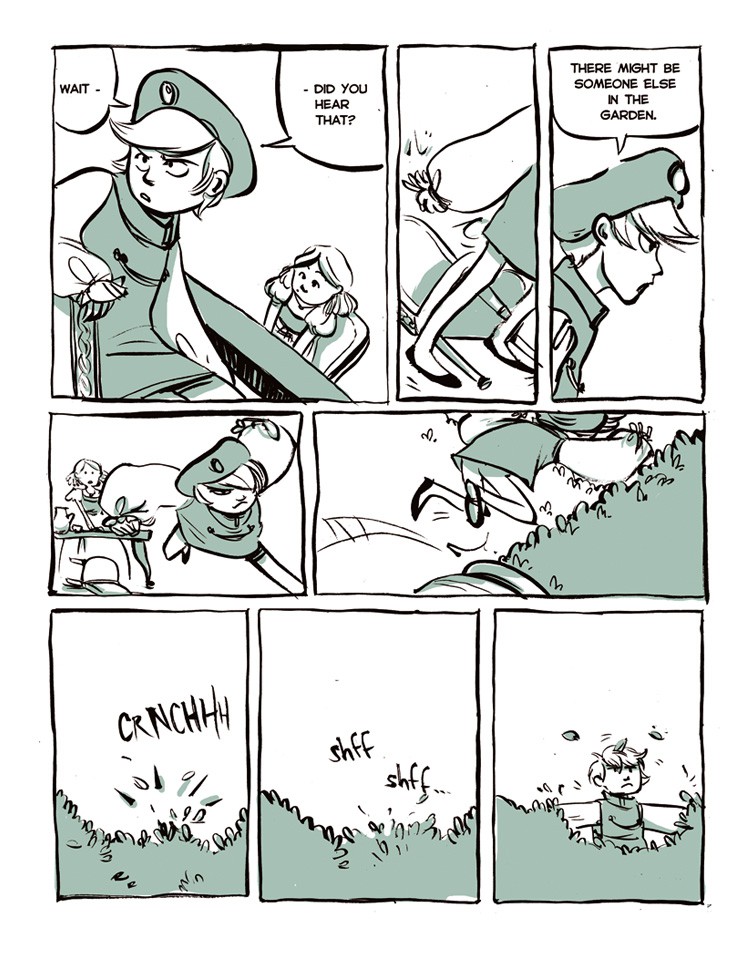 WAIT -
- DID YOU
HEAR
THAT?
THERE MIGHT BE
SOMEONE ELSE
IN THE
GARDEN.
CRNCHHH
shff
shff...